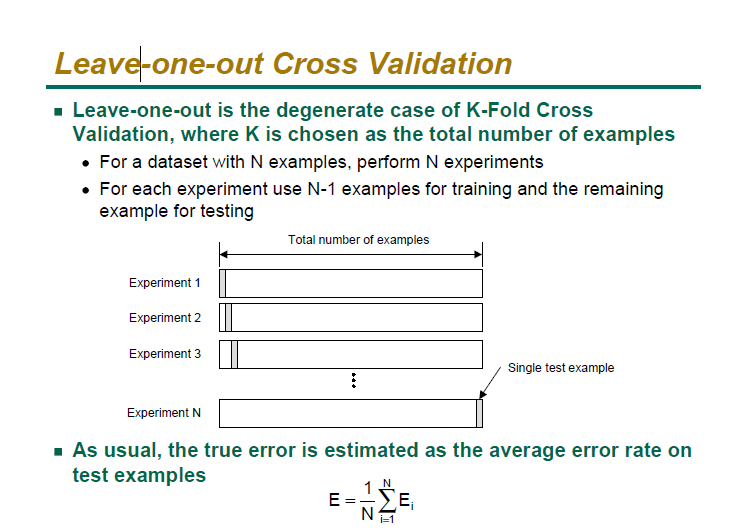 Leave-one-out Cross Validation
▪ Leave-one-out is the degenerate case of K-Fold Cross
Validation, where K is chosen as the total number of examples
• For a dataset with N examples, perform N experiments
• For each experiment use N-1 examples for training and the remaining
example for testing
Total number of examples
Experiment 1
Experiment 2
Experiment 3
Single test example
Experiment N
▪ As usual, the true error is estimated as the average error rate on
test examples
E = 1/N ∑_{i=1}^{N} E_i